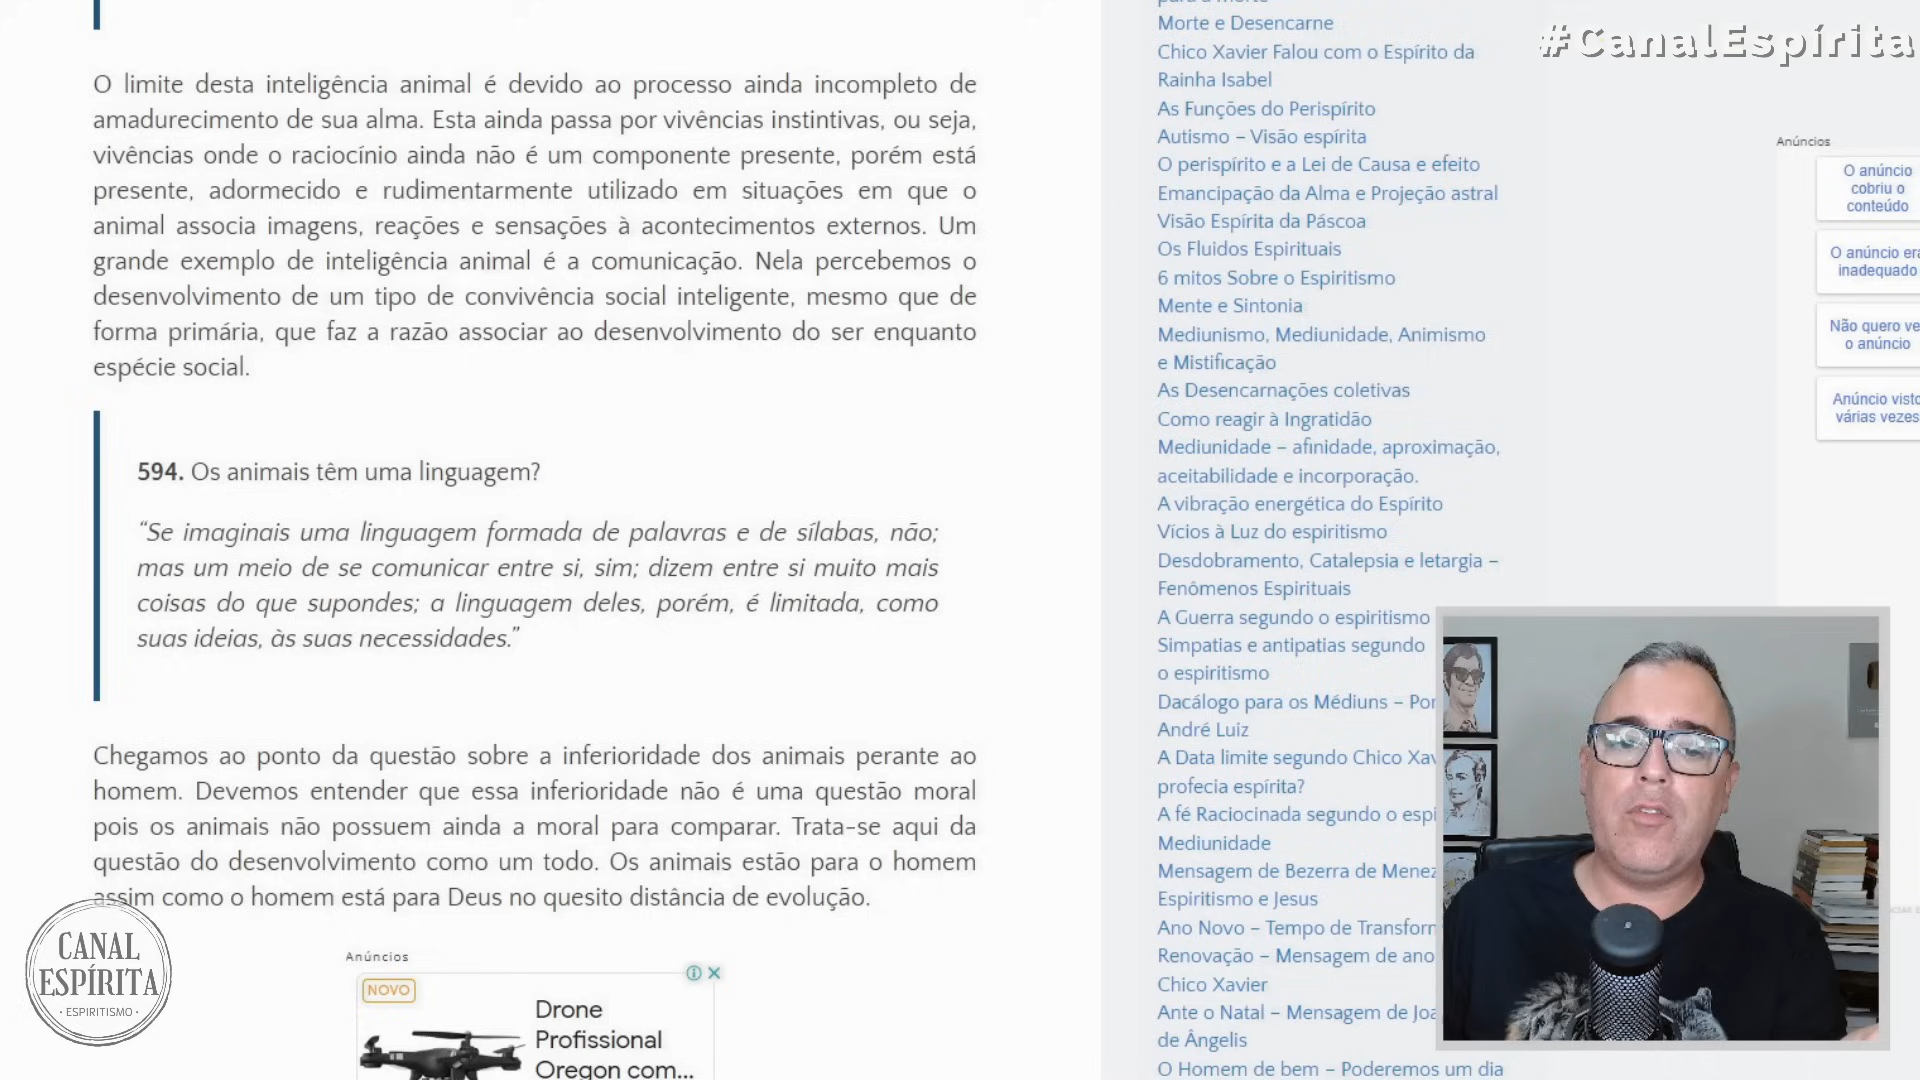 #CanalEspírita
O limite desta inteligência animal é devido ao processo ainda incompleto de
amadurecimento de sua alma. Esta ainda passa por vivências instintivas, ou seja,
vivências onde o raciocínio ainda não é um componente presente, porém está
presente, adormecido e rudimentarmente utilizado em situações em que o
animal associa imagens, reações e sensações à acontecimentos externos. Um
grande exemplo de inteligência animal é a comunicação. Nela percebemos o
desenvolvimento de um tipo de convivência social inteligente, mesmo que de
forma primária, que faz a razão associar ao desenvolvimento do ser enquanto
espécie social.
594. Os animais têm uma linguagem?
“Se imaginais uma linguagem formada de palavras e de sílabas, não;
mas um meio de se comunicar entre si, sim; dizem entre si muito mais
coisas do que supondes; a linguagem deles, porém, é limitada, como
suas ideias, às suas necessidades.”
Chegamos ao ponto da questão sobre a inferioridade dos animais perante ao
homem. Devemos entender que essa inferioridade não é uma questão moral
pois os animais não possuem ainda a moral para comparar. Trata-se aqui da
questão do desenvolvimento como um todo. Os animais estão para o homem
assim como o homem está para Deus no quesito distância de evolução.
Anúncios
NOVO
Drone
Profissional
Oregon com...
CANAL
ESPÍRITA
· ESPIRITISMO ·
Morte e Desencarne
Chico Xavier Falou com o Espírito da
Rainha Isabel
As Funções do Perispírito
Autismo – Visão espírita
O perispírito e a Lei de Causa e efeito
Emancipação da Alma e Projeção astral
Visão Espírita da Páscoa
Os Fluidos Espirituais
6 mitos Sobre o Espiritismo
Mente e Sintonia
Mediunismo, Mediunidade, Animismo
e Mistificação
As Desencarnações coletivas
Como reagir à Ingratidão
Mediunidade – afinidade, aproximação,
aceitabilidade e incorporação.
A vibração energética do Espírito
Vícios à Luz do espiritismo
Desdobramento, Catalepsia e letargia –
Fenômenos Espirituais
A Guerra segundo o espiritismo
Simpatias e antipatias segundo
o espiritismo
Dacálogo para os Médiuns – Por
André Luiz
A Data limite segundo Chico Xav
profecia espírita?
A fé Raciocinada segundo o espi
Mediunidade
Mensagem de Bezerra de Menez
Espiritismo e Jesus
Ano Novo – Tempo de Transforr
Renovação – Mensagem de ano
Chico Xavier
Ante o Natal – Mensagem de Joa
de Ângelis
O Homem de bem – Poderemos um dia
Anúncios
O anúncio
cobriu o
conteúdo
O anúncio era
inadequado
Não quero ve
o anúncio
Anúncio visto
várias vezes